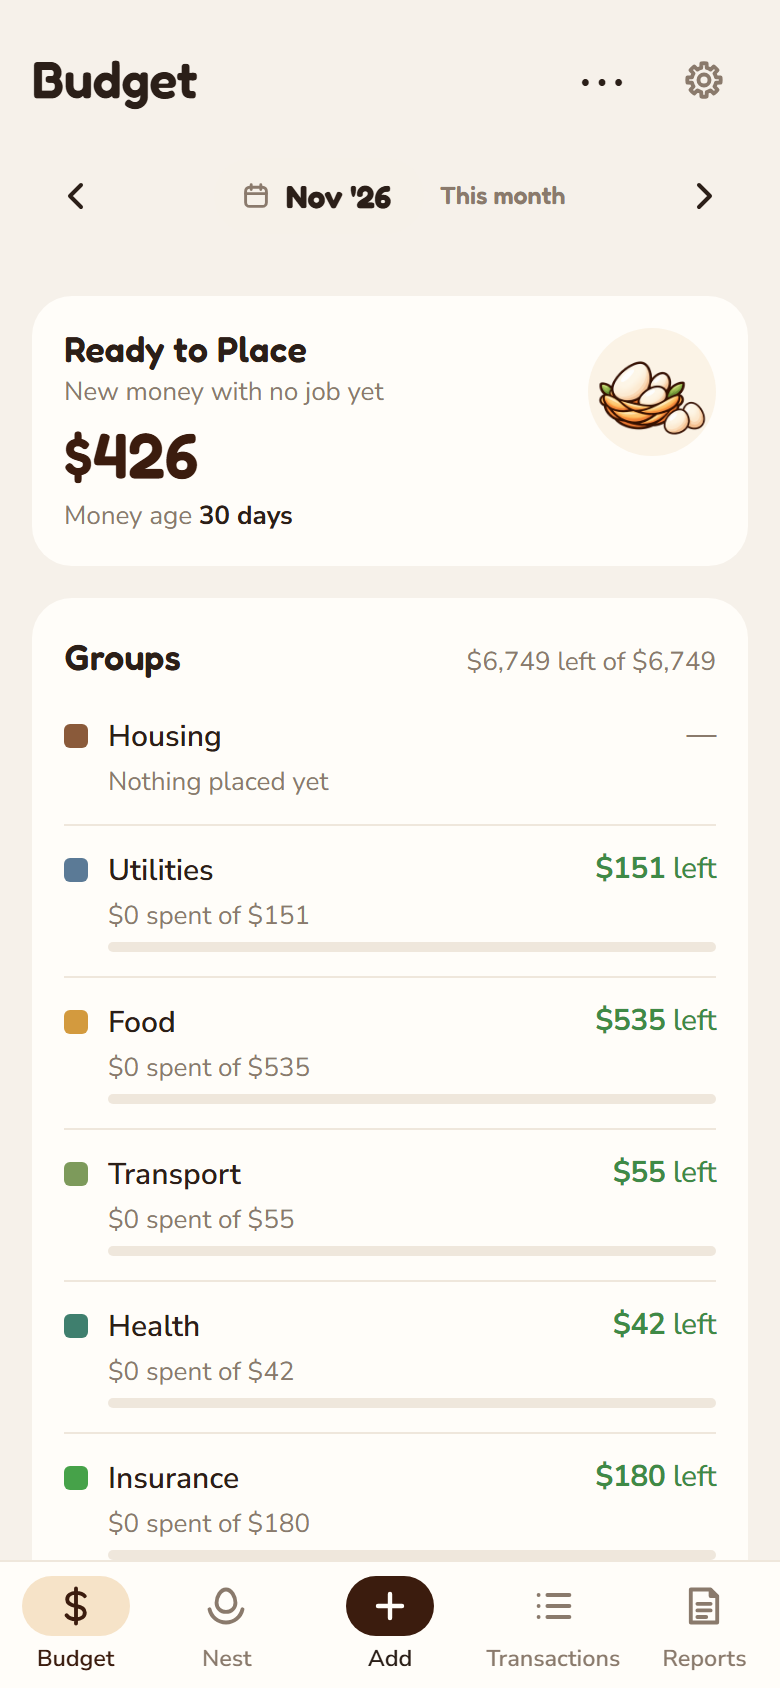 Budget
Nov '26 This month
Ready to Place
New money with no job yet
$426
Money age 30 days
Groups $6,749 left of $6,749
Housing —
Nothing placed yet
Utilities $151 left
$0 spent of $151
Food $535 left
$0 spent of $535
Transport $55 left
$0 spent of $55
Health $42 left
$0 spent of $42
Insurance $180 left
$0 spent of $180
Budget Nest Add Transactions Reports